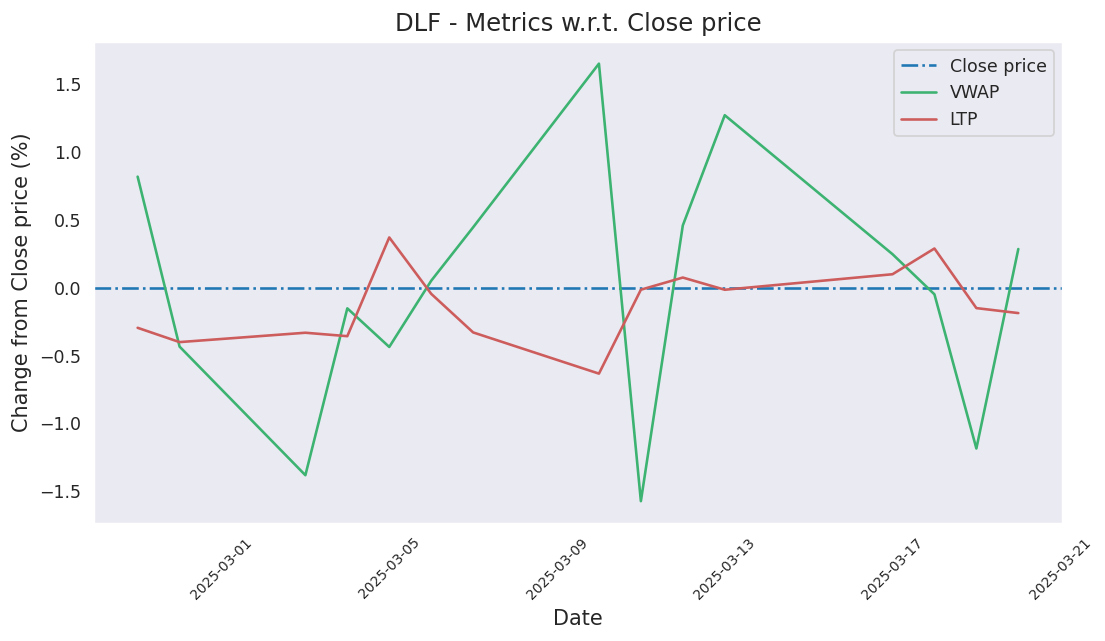 DLF - Metrics w.r.t. Close price
Close price
VWAP
LTP
Change from Close price (%)
1.5
1.0
0.5
0.0
−0.5
−1.0
−1.5
2025-03-01
2025-03-05
2025-03-09
2025-03-13
2025-03-17
2025-03-21
Date